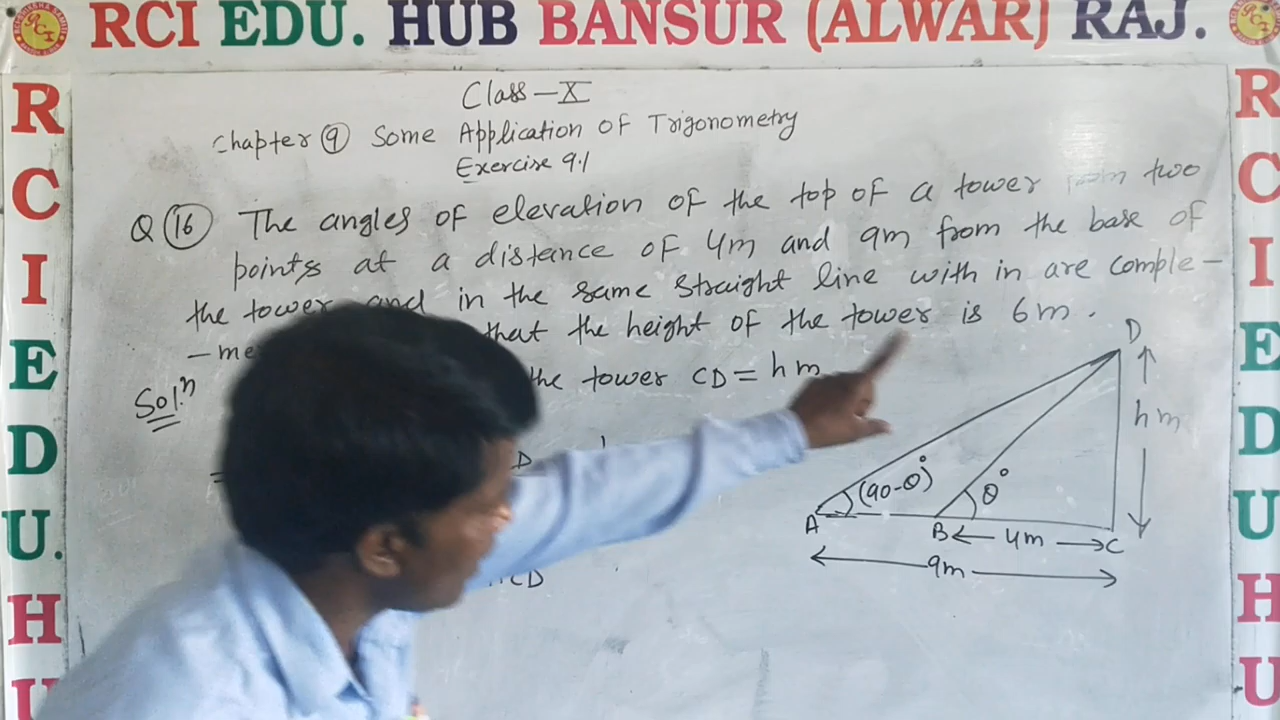 RCI EDU. HUB BANSUR (ALWAR) RAJ.
R
C
I
E
D
U.
H
U
R
C
I
E
D
U
H
U
Class - X
Chapter 9 Some Application of Trigonometry
Exercise 9.1
Q 16 The angles of elevation of the top of a tower from two
points at a distance of 4m and 9m from the base of
the tower and in the same straight line with in are comple-
-me that the height of the tower is 6m.
Sol.n the tower CD = h m
D
CD
D
h m
(90-θ)°
θ°
A
B
4m
C
9m